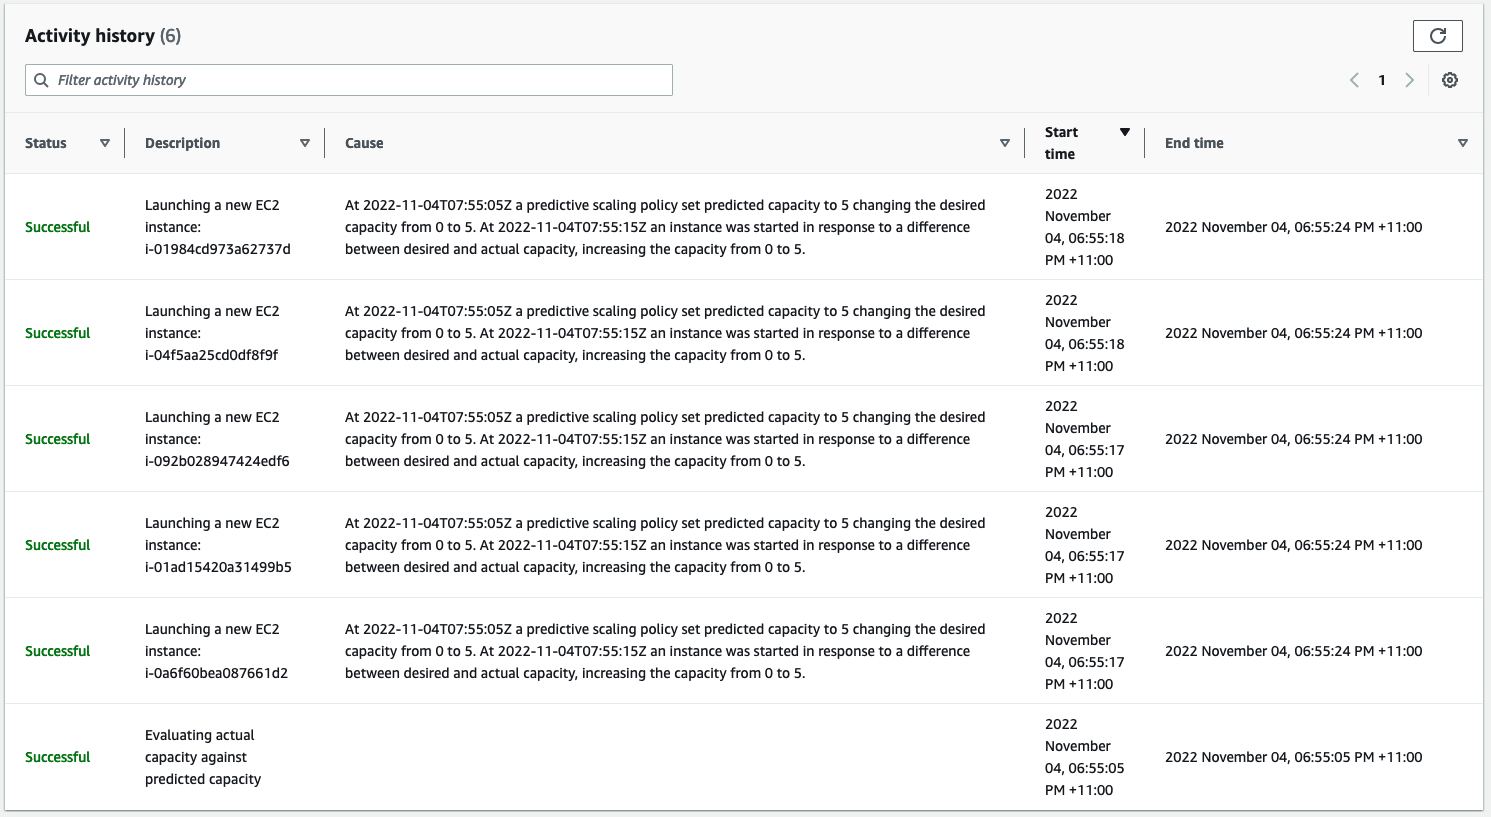 Activity history (6)
Filter activity history
1
Status
Description
Cause
Start
time
End time
Successful
Launching a new EC2
instance:
i-01984cd973a62737d
At 2022-11-04T07:55:05Z a predictive scaling policy set predicted capacity to 5 changing the desired
capacity from 0 to 5. At 2022-11-04T07:55:15Z an instance was started in response to a difference
between desired and actual capacity, increasing the capacity from 0 to 5.
2022
November
04, 06:55:18
PM +11:00
2022 November 04, 06:55:24 PM +11:00
Successful
Launching a new EC2
instance:
i-04f5aa25cd0df8f9f
At 2022-11-04T07:55:05Z a predictive scaling policy set predicted capacity to 5 changing the desired
capacity from 0 to 5. At 2022-11-04T07:55:15Z an instance was started in response to a difference
between desired and actual capacity, increasing the capacity from 0 to 5.
2022
November
04, 06:55:18
PM +11:00
2022 November 04, 06:55:24 PM +11:00
Successful
Launching a new EC2
instance:
i-092b028947424edf6
At 2022-11-04T07:55:05Z a predictive scaling policy set predicted capacity to 5 changing the desired
capacity from 0 to 5. At 2022-11-04T07:55:15Z an instance was started in response to a difference
between desired and actual capacity, increasing the capacity from 0 to 5.
2022
November
04, 06:55:17
PM +11:00
2022 November 04, 06:55:24 PM +11:00
Successful
Launching a new EC2
instance:
i-01ad15420a31499b5
At 2022-11-04T07:55:05Z a predictive scaling policy set predicted capacity to 5 changing the desired
capacity from 0 to 5. At 2022-11-04T07:55:15Z an instance was started in response to a difference
between desired and actual capacity, increasing the capacity from 0 to 5.
2022
November
04, 06:55:17
PM +11:00
2022 November 04, 06:55:24 PM +11:00
Successful
Launching a new EC2
instance:
i-0a6f60bea087661d2
At 2022-11-04T07:55:05Z a predictive scaling policy set predicted capacity to 5 changing the desired
capacity from 0 to 5. At 2022-11-04T07:55:15Z an instance was started in response to a difference
between desired and actual capacity, increasing the capacity from 0 to 5.
2022
November
04, 06:55:17
PM +11:00
2022 November 04, 06:55:24 PM +11:00
Successful
Evaluating actual
capacity against
predicted capacity
2022
November
04, 06:55:05
PM +11:00
2022 November 04, 06:55:05 PM +11:00